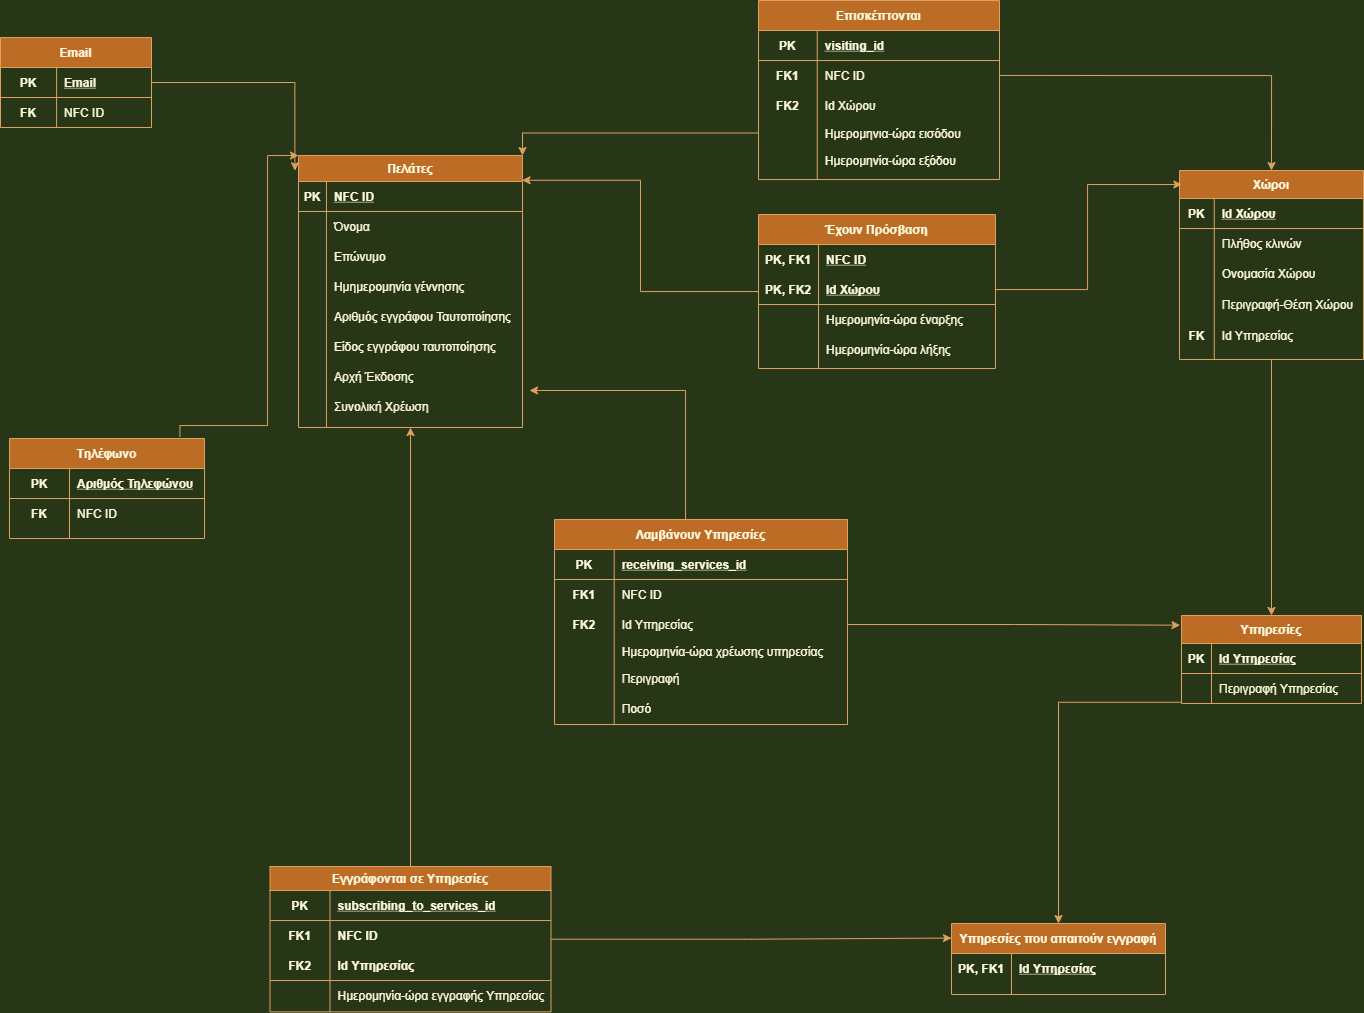 Επισκέπτονται
PK visiting_id
FK1 NFC ID
FK2 Id Χώρου
Ημερομηνια-ώρα εισόδου
Ημερομηνία-ώρα εξόδου
Email
PK Email
FK NFC ID
Πελάτες
PK NFC ID
Όνομα
Επώνυμο
Ημημερομηνία γέννησης
Αριθμός εγγράφου Ταυτοποίησης
Είδος εγγράφου ταυτοποίησης
Αρχή Έκδοσης
Συνολική Χρέωση
Έχουν Πρόσβαση
PK, FK1 NFC ID
PK, FK2 Id Χώρου
Ημερομηνία-ώρα έναρξης
Ημερομηνία-ώρα λήξης
Χώροι
PK Id Χώρου
Πλήθος κλινών
Ονομασία Χώρου
Περιγραφή-Θέση Χώρου
FK Id Υπηρεσίας
Τηλέφωνο
PK Αριθμός Τηλεφώνου
FK NFC ID
Λαμβάνουν Υπηρεσίες
PK receiving_services_id
FK1 NFC ID
FK2 Id Υπηρεσίας
Ημερομηνία-ώρα χρέωσης υπηρεσίας
Περιγραφή
Ποσό
Υπηρεσίες
PK Id Υπηρεσίας
Περιγραφή Υπηρεσίας
Εγγράφονται σε Υπηρεσίες
PK subscribing_to_services_id
FK1 NFC ID
FK2 Id Υπηρεσίας
Ημερομηνία-ώρα εγγραφής Υπηρεσίας
Υπηρεσίες που απαιτούν εγγραφή
PK, FK1 Id Υπηρεσίας